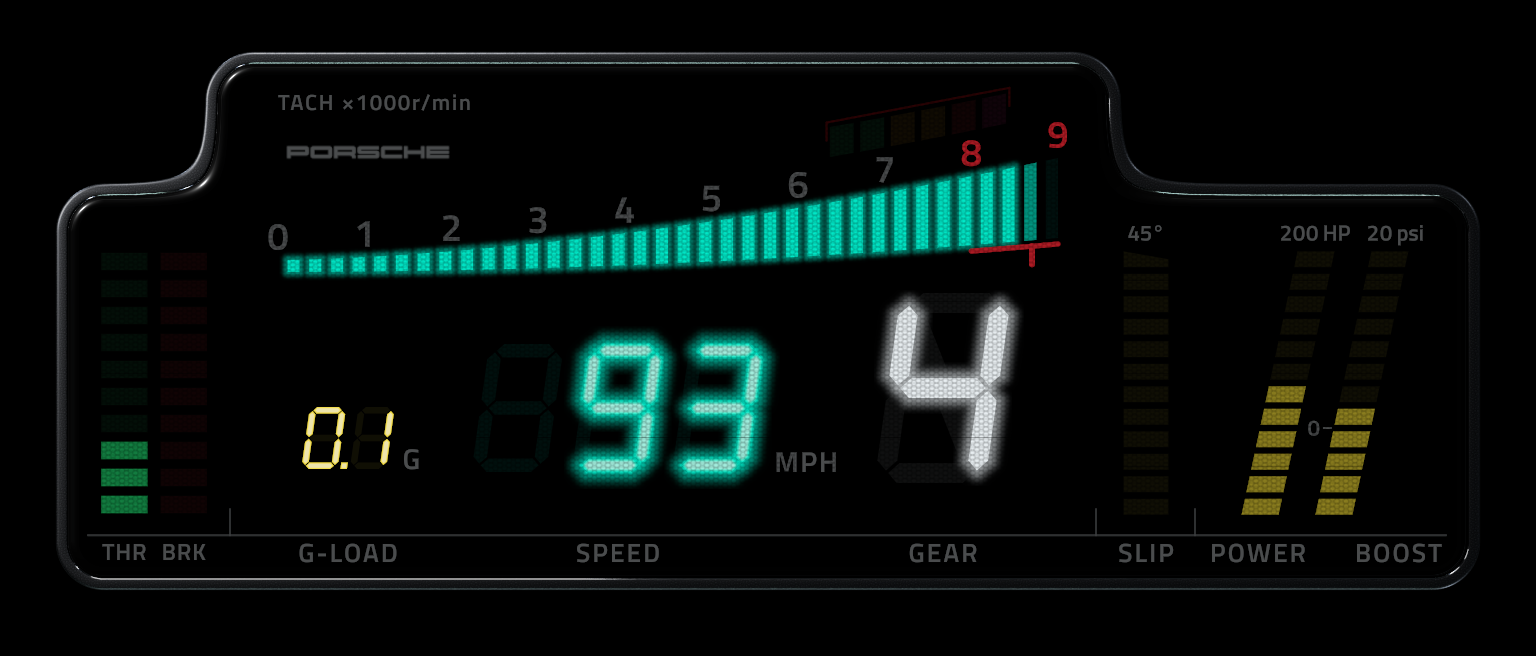 TACH ×1000r/min
PORSCHE
0 1 2 3 4 5 6 7 8 9
45° 200 HP 20 psi
0.1 G 93 MPH 4
0-
THR BRK G-LOAD SPEED GEAR SLIP POWER BOOST